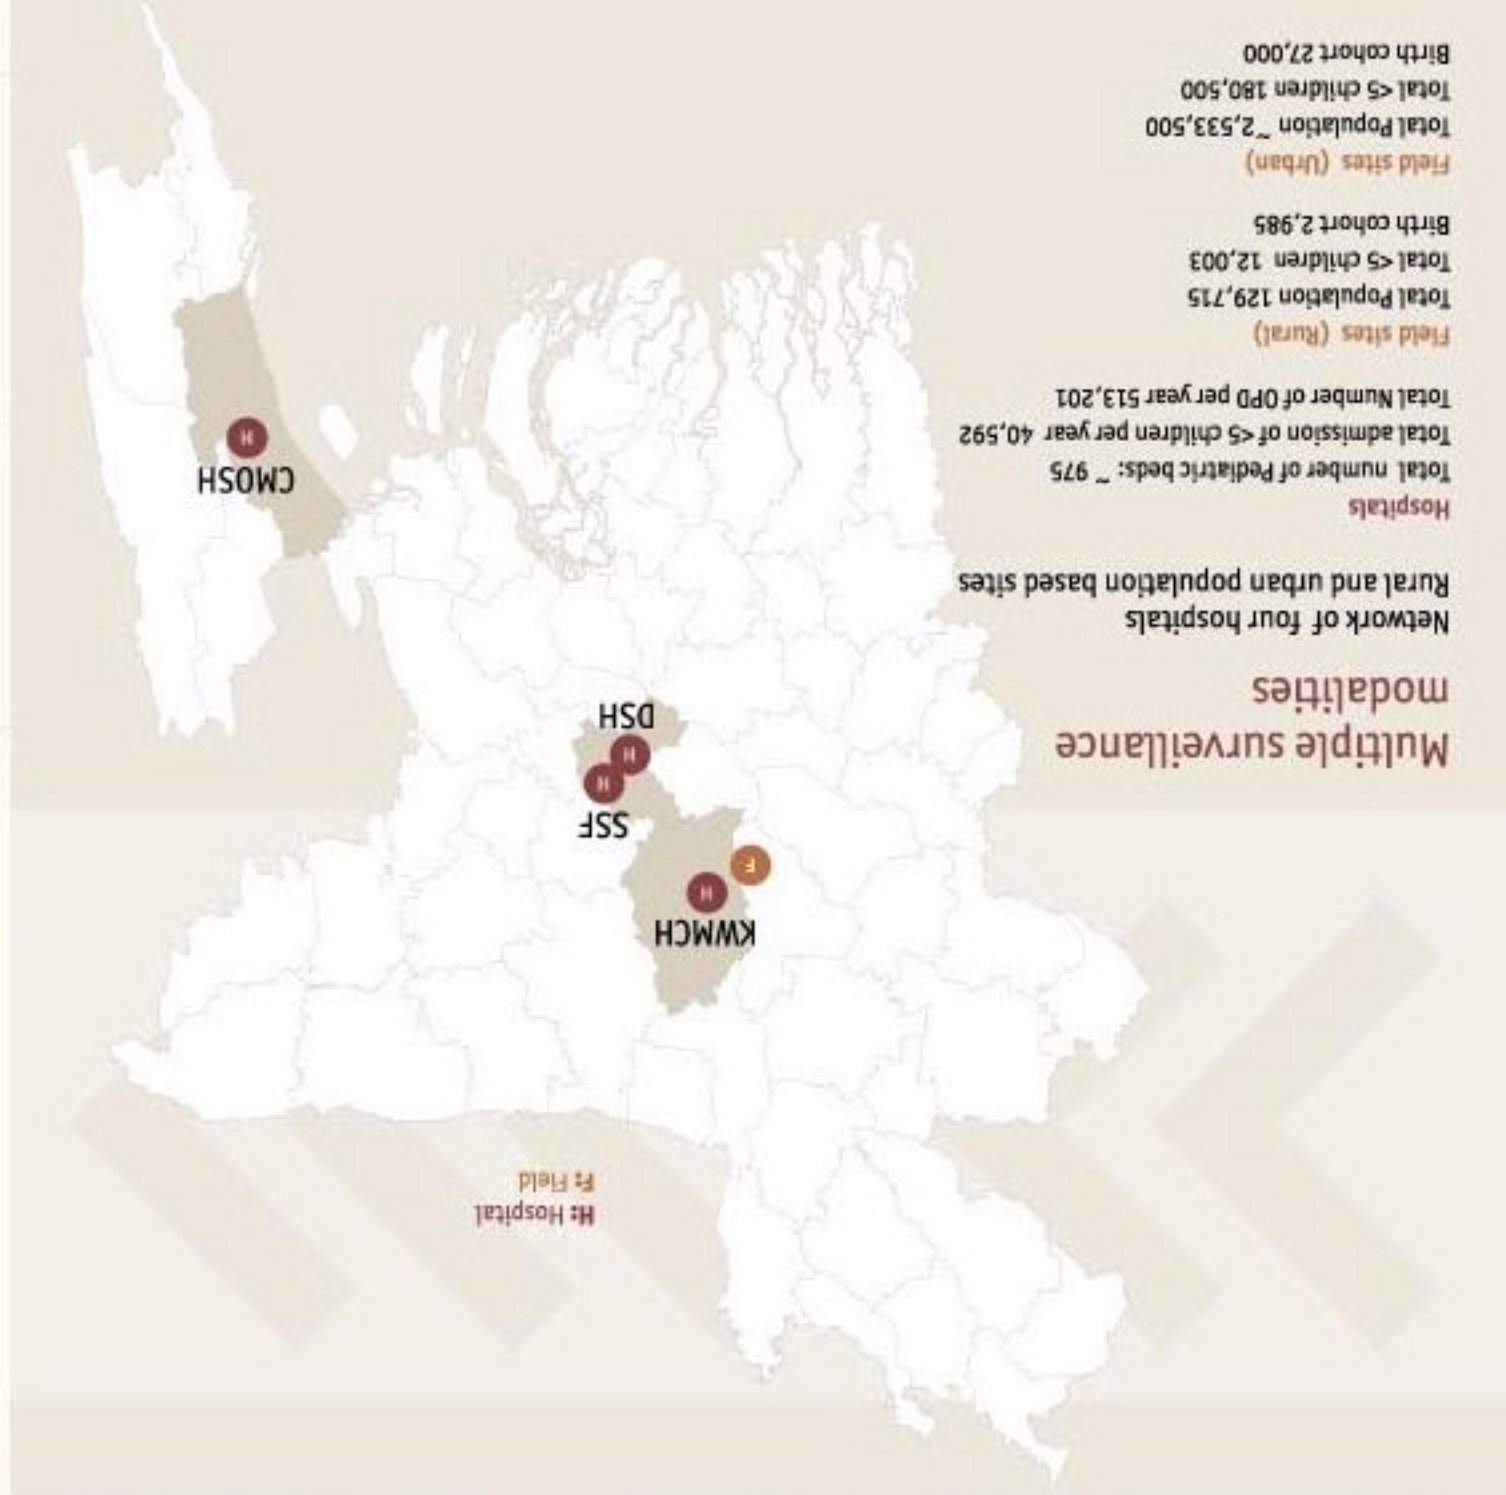 H: Hospital
F: Field
KWMCH
H
F
SSF
H
H
DSH
CMOSH
H
Multiple surveillance
modalities
Network of four hospitals
Rural and urban population based sites
Hospitals
Total number of Pediatric beds: ~ 975
Total admission of <5 children per year 40,592
Total Number of OPD per year 513,201
Field sites (Rural)
Total Population 129,715
Total <5 children 12,003
Birth cohort 2,985
Field sites (Urban)
Total Population ~2,533,500
Total <5 children 180,500
Birth cohort 27,000